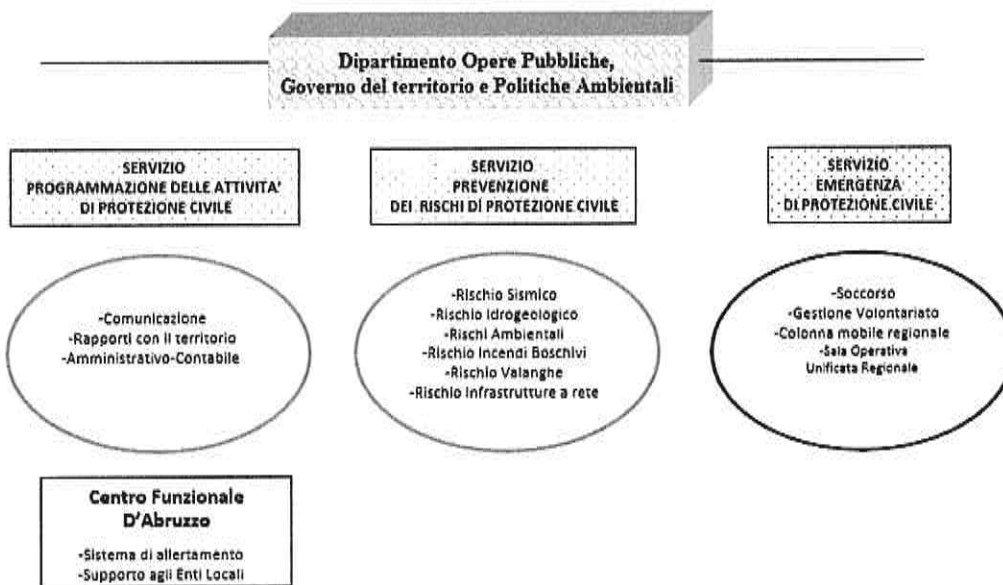 Dipartimento Opere Pubbliche,
Governo del territorio e Politiche Ambientali
SERVIZIO
PROGRAMMAZIONE DELLE ATTIVITA'
DI PROTEZIONE CIVILE
-Comunicazione
-Rapporti con il territorio
-Amministrativo-Contabile
Centro Funzionale
D'Abruzzo
-Sistema di allertamento
-Supporto agli Enti Locali
SERVIZIO
PREVENZIONE
DEI RISCHI DI PROTEZIONE CIVILE
-Rischio Sismico
-Rischio Idrogeologico
-Rischi Ambientali
-Rischio Incendi Boschivi
-Rischio Valanghe
-Rischio Infrastrutture a rete
SERVIZIO
EMERGENZA
DI PROTEZIONE CIVILE
-Soccorso
-Gestione Volontariato
-Colonna mobile regionale
-Sala Operativa
Unificata Regionale